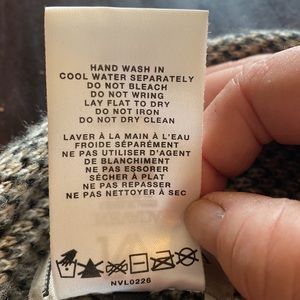 HAND WASH IN
COOL WATER SEPARATELY
DO NOT BLEACH
DO NOT WRING
LAY FLAT TO DRY
DO NOT IRON
DO NOT DRY CLEAN
LAVER À LA MAIN À L'EAU
FROIDE SÉPARÉMENT
NE PAS UTILISER D'AGENT
DE BLANCHIMENT
NE PAS ESSORER
SÉCHER À PLAT
NE PAS REPASSER
NE PAS NETTOYER À SEC
NVL0226